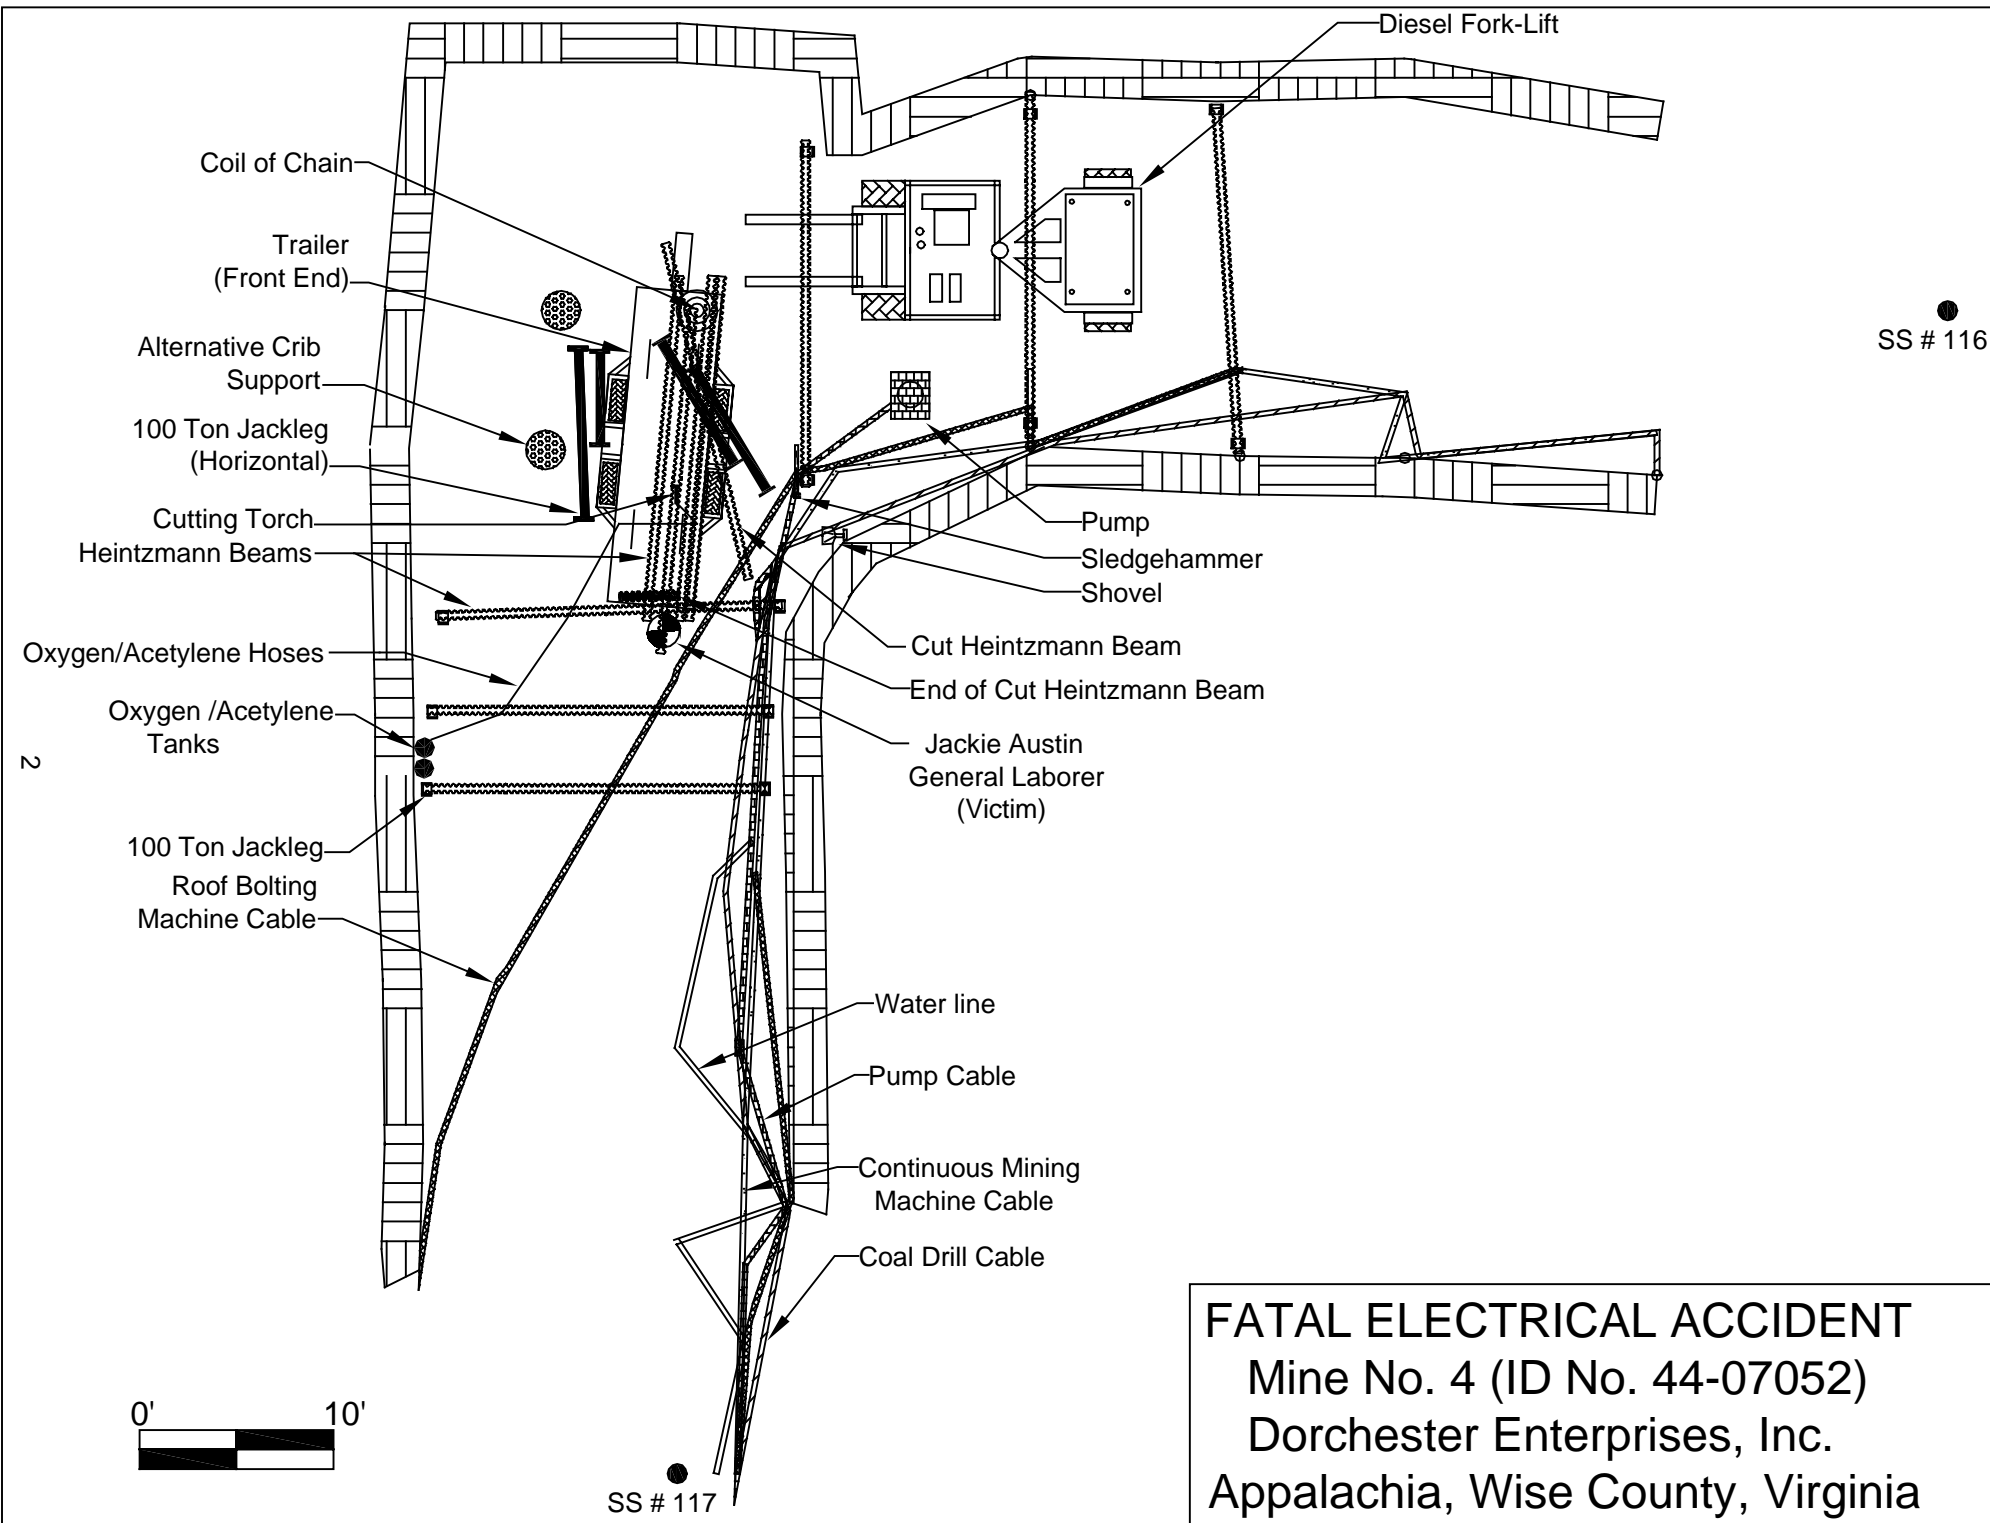 Diesel Fork-Lift
Coil of Chain
Trailer
(Front End)
SS # 116
Alternative Crib
Support
100 Ton Jackleg
(Horizontal)
Cutting Torch
Heintzmann Beams
Pump
Sledgehammer
Shovel
Oxygen/Acetylene Hoses
Cut Heintzmann Beam
End of Cut Heintzmann Beam
Oxygen /Acetylene
Tanks
Jackie Austin
General Laborer
(Victim)
2
100 Ton Jackleg
Roof Bolting
Machine Cable
Water line
Pump Cable
Continuous Mining
Machine Cable
Coal Drill Cable
0' 10'
SS # 117
FATAL ELECTRICAL ACCIDENT
Mine No. 4 (ID No. 44-07052)
Dorchester Enterprises, Inc.
Appalachia, Wise County, Virginia